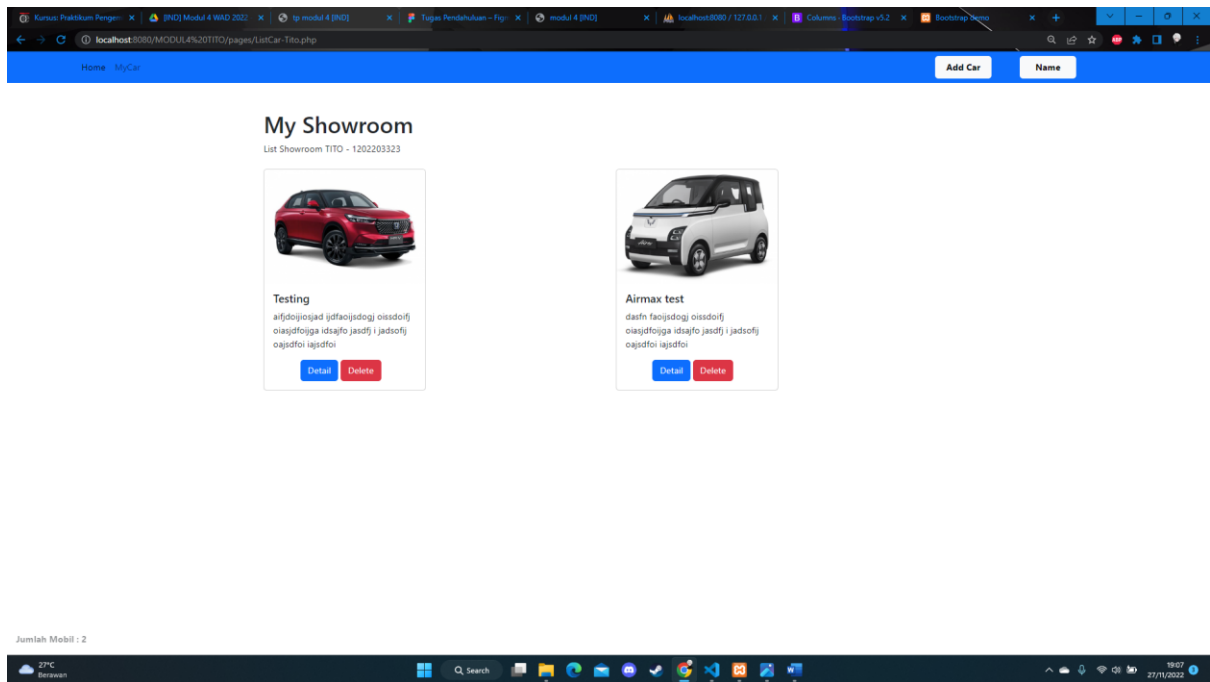 Kursus: Praktikum Pengem
[IND] Modul 4 WAD 2022
tp modul 4 [IND]
Tugas Pendahuluan – Fig
modul 4 [IND]
localhost:8080 / 127.0.0.1
Columns · Bootstrap v5.2
Bootstrap demo
localhost:8080/MODUL4%20TITO/pages/ListCar-Tito.php
Home MyCar
Add Car
Name
My Showroom
List Showroom TITO - 1202203323
Testing
aifjdoijiosjad ijdfaoijsdogj oissdoifj
oiasjdfoijga idsajfo jasdfj i jadsofij
oajsdfoi iajsdfoi
Detail Delete
Airmax test
dasfn faoijsdogj oissdoifj
oiasjdfoijga idsajfo jasdfj i jadsofij
oajsdfoi iajsdfoi
Detail Delete
Jumlah Mobil : 2
27°C
Berawan
Search
19:07
27/11/2022